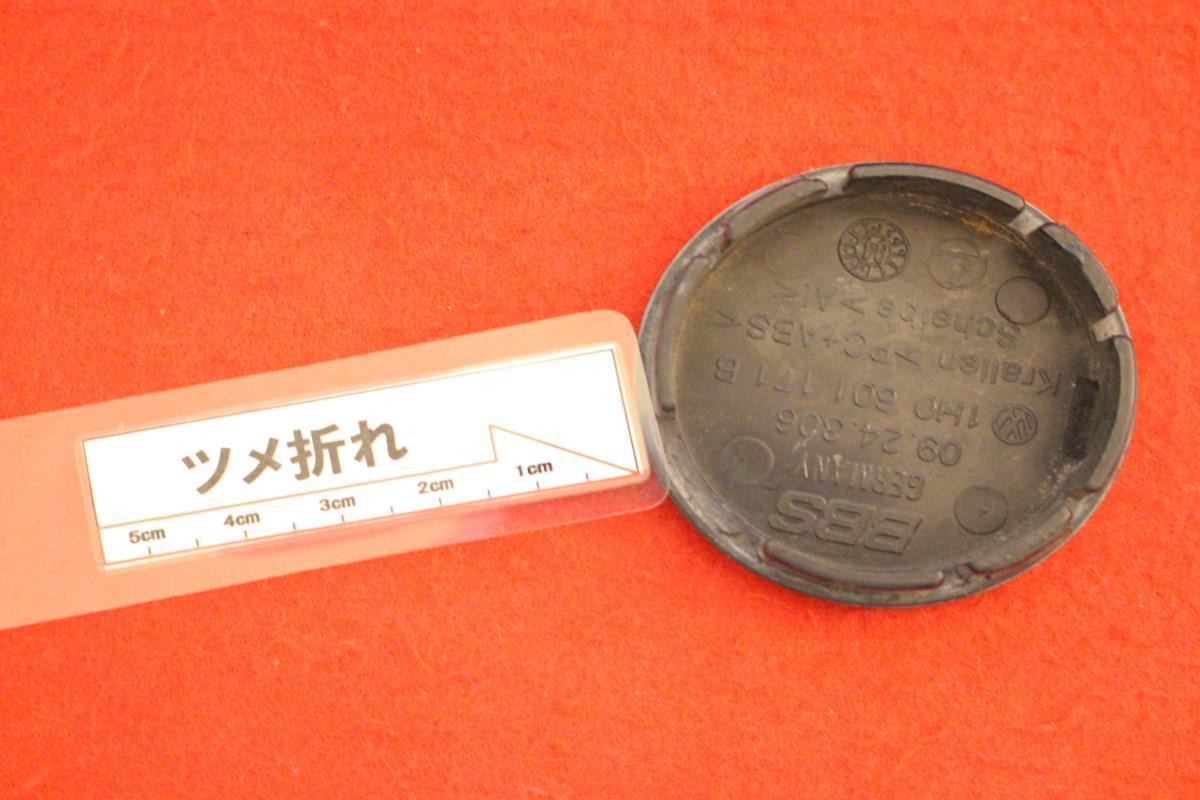 ツメ折れ
5cm 4cm 3cm 2cm 1cm
BBS
GERMANY
09.24.306
1H0 601 171 B
Krallen >PC+ABS<
Scheibe >Al<